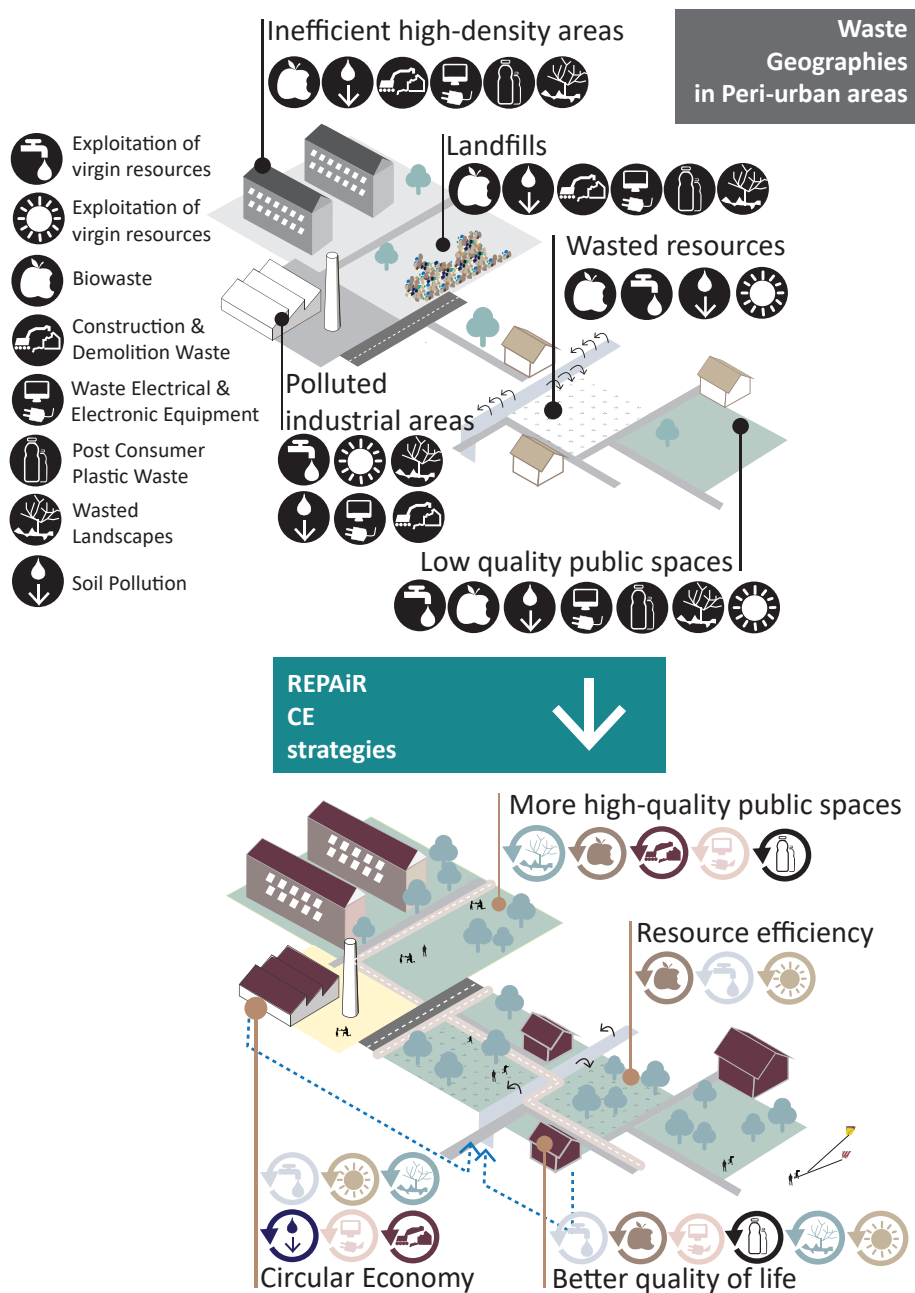 Inefficient high-density areas
Waste
Geographies
in Peri-urban areas
Exploitation of
virgin resources
Exploitation of
virgin resources
Biowaste
Construction &
Demolition Waste
Waste Electrical &
Electronic Equipment
Post Consumer
Plastic Waste
Wasted
Landscapes
Soil Pollution
Landfills
Wasted resources
Polluted
industrial areas
Low quality public spaces
REPAiR
CE
strategies
More high-quality public spaces
Resource efficiency
Circular Economy
Better quality of life